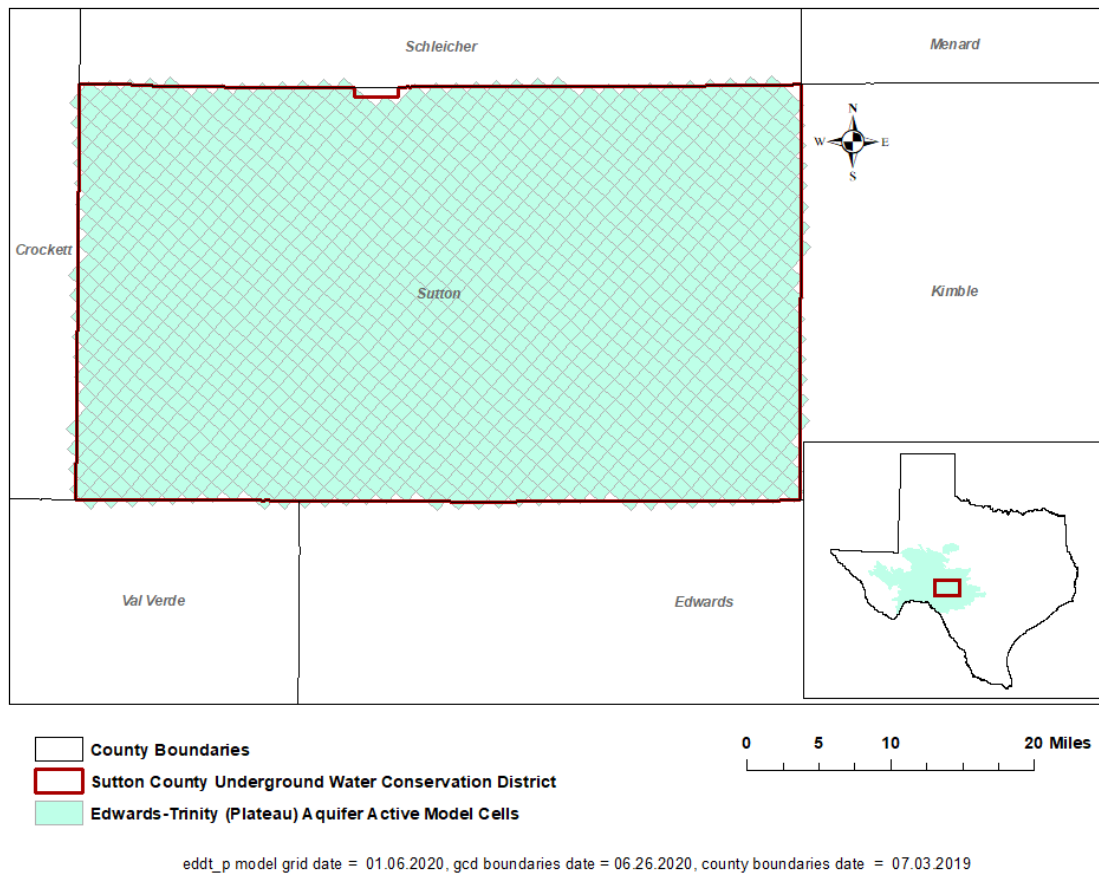 Schleicher
Menard
N
W E
S
Crockett
Sutton
Kimble
Val Verde
Edwards
County Boundaries
Sutton County Underground Water Conservation District
Edwards-Trinity (Plateau) Aquifer Active Model Cells
0 5 10 20 Miles
eddt_p model grid date = 01.06.2020, gcd boundaries date = 06.26.2020, county boundaries date = 07.03.2019